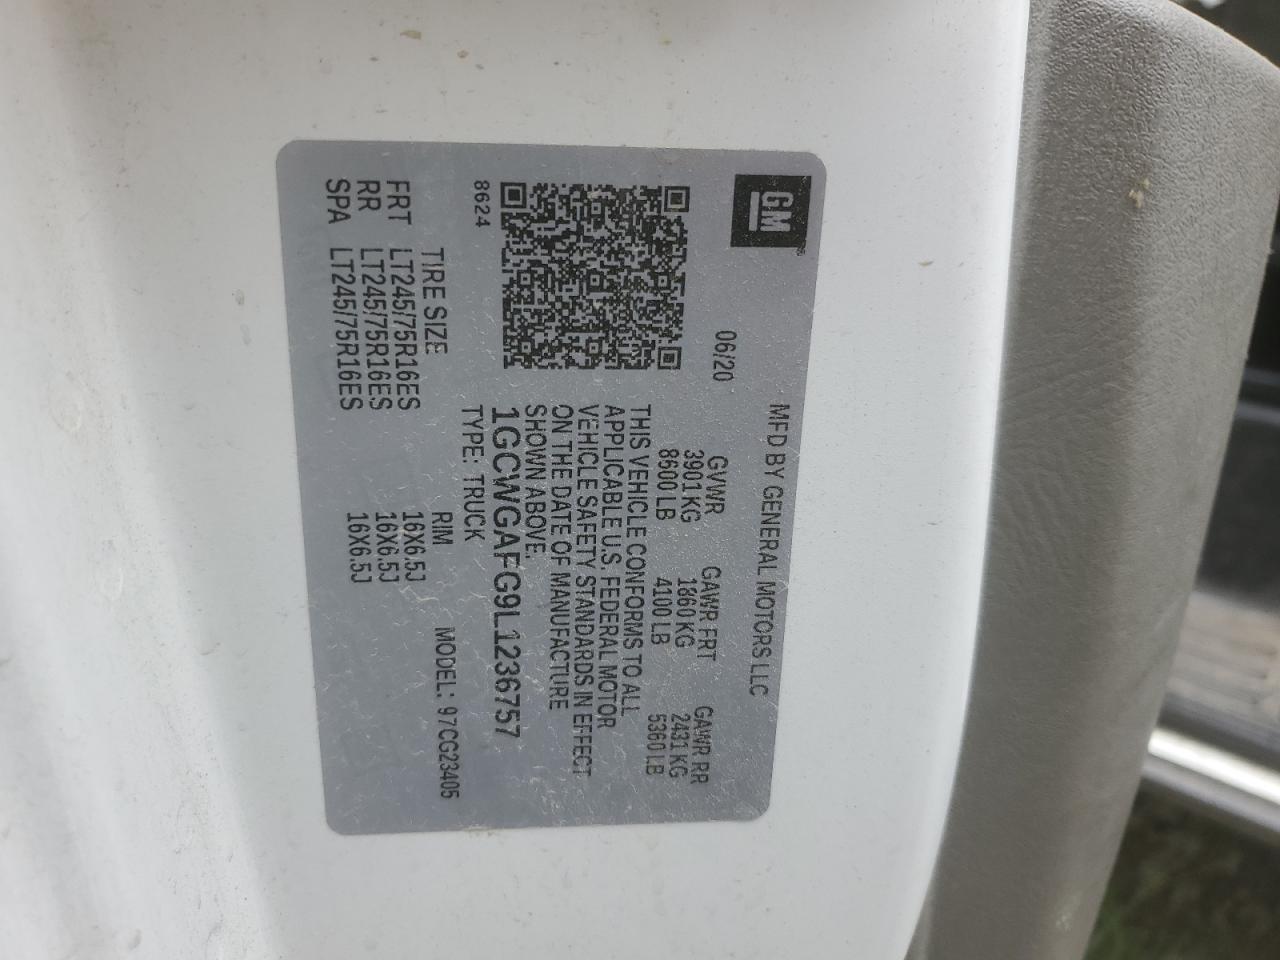 GM
MFD BY GENERAL MOTORS LLC
06/20
GVWR GAWR FRT GAWR RR
3901 KG 1860 KG 2431 KG
8600 LB 4100 LB 5360 LB
THIS VEHICLE CONFORMS TO ALL
APPLICABLE U.S. FEDERAL MOTOR
VEHICLE SAFETY STANDARDS IN EFFECT
ON THE DATE OF MANUFACTURE
SHOWN ABOVE.
1GCWGAFG9L1236757
8624
TYPE: TRUCK
MODEL: 97CG23405
TIRE SIZE RIM
FRT LT245/75R16ES 16X6.5J
RR LT245/75R16ES 16X6.5J
SPA LT245/75R16ES 16X6.5J